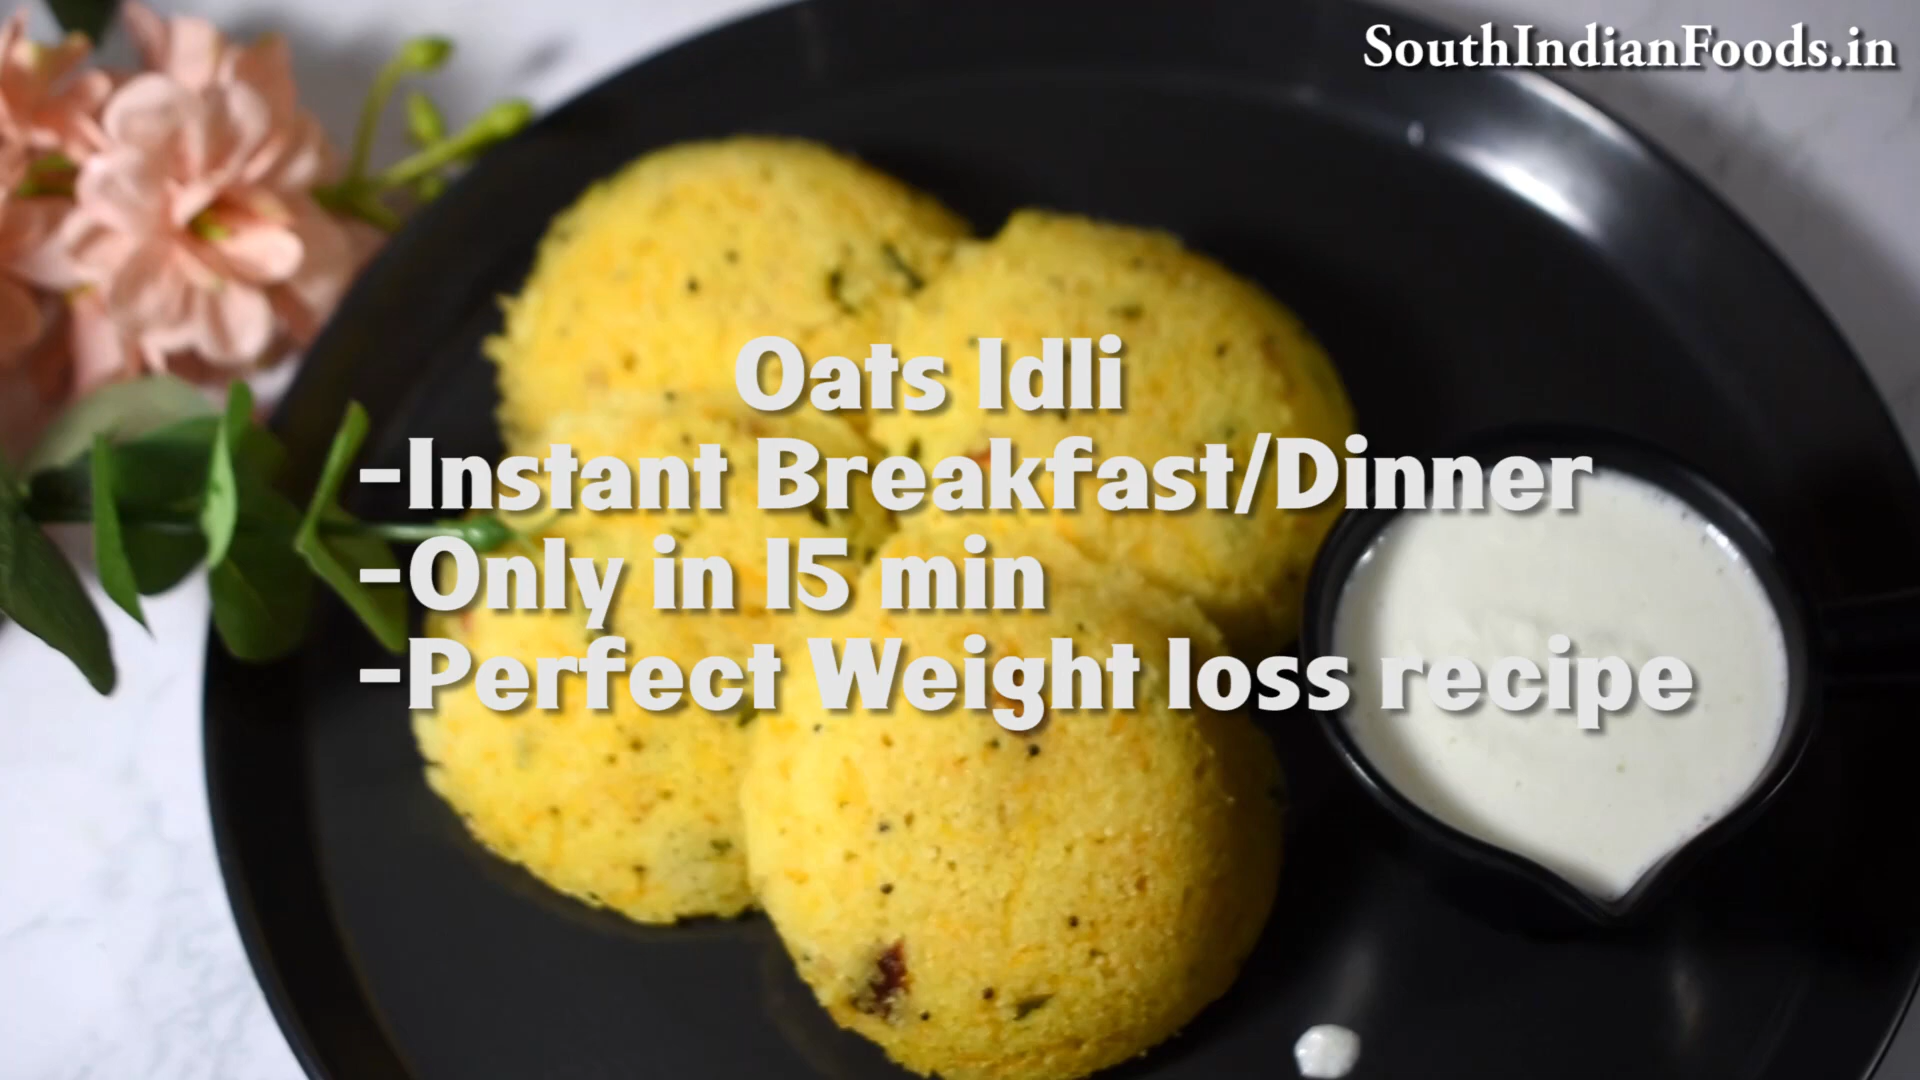 SouthIndianFoods.in
Oats Idli
-Instant Breakfast/Dinner
-Only in 15 min
-Perfect Weight loss recipe